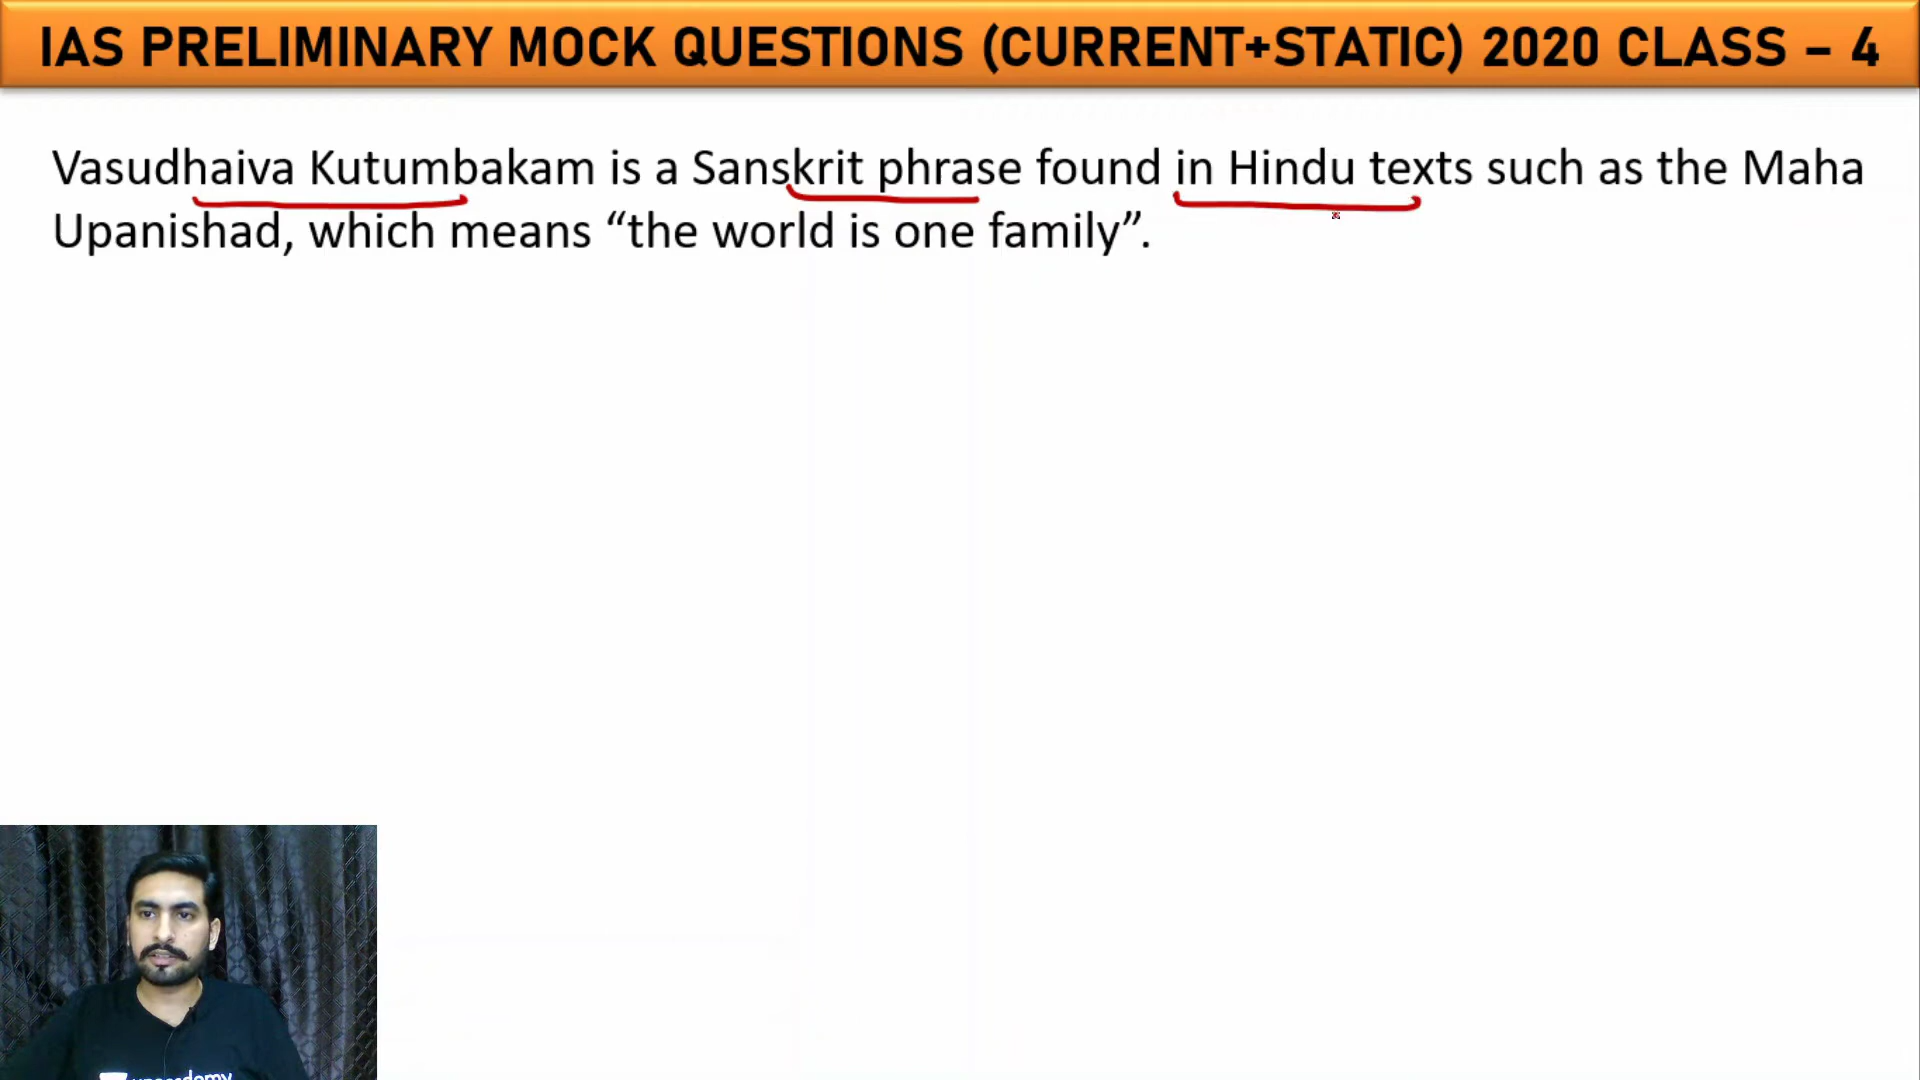 IAS PRELIMINARY MOCK QUESTIONS (CURRENT+STATIC) 2020 CLASS – 4
Vasudhaiva Kutumbakam is a Sanskrit phrase found in Hindu texts such as the Maha
Upanishad, which means “the world is one family”.